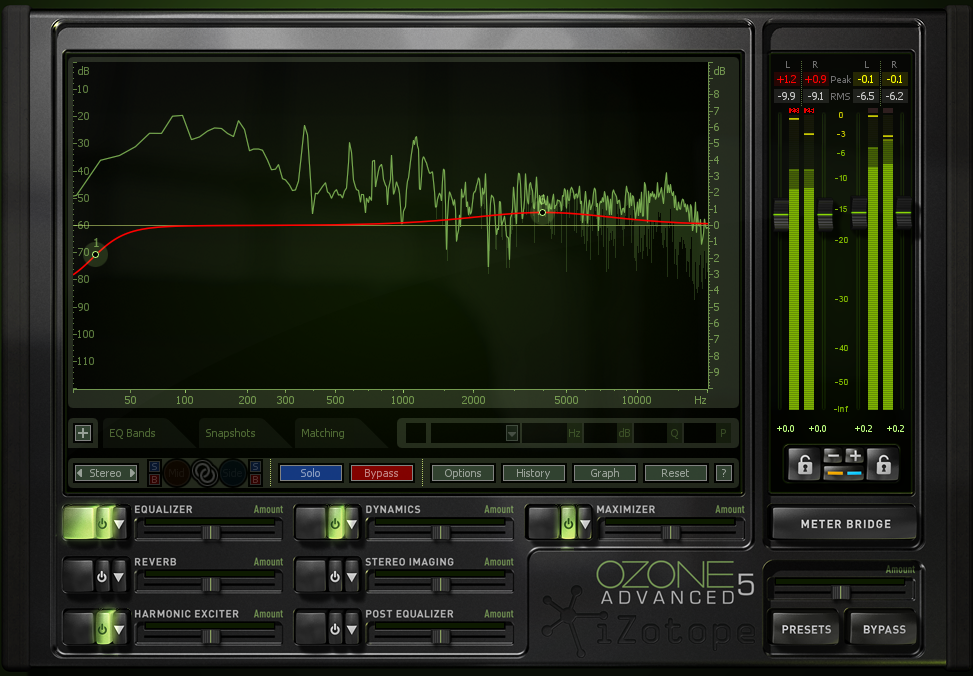 dB dB
L R L R
+1.2 +0.9 Peak -0.1 -0.1
-9.9 -9.1 RMS -6.5 -6.2
-10
-20
-30
-40
-50
-60
-70
-80
-90
-100
-110
8
7
6
5
4
3
2
1
0
-1
-2
-3
-4
-5
-6
-7
-8
-9
1
0
-3
-6
-10
-15
-20
-30
-40
-50
-inf
50 100 200 300 500 1000 2000 5000 10000 Hz
+0.0 +0.0 +0.2 +0.2
EQ Bands Snapshots Matching Hz dB Q P
Stereo S B Mid Side S B Solo Bypass Options History Graph Reset ?
EQUALIZER Amount DYNAMICS Amount MAXIMIZER Amount
METER BRIDGE
REVERB Amount STEREO IMAGING Amount
OZONE 5
ADVANCED
Amount
HARMONIC EXCITER Amount POST EQUALIZER Amount
iZotope
PRESETS BYPASS